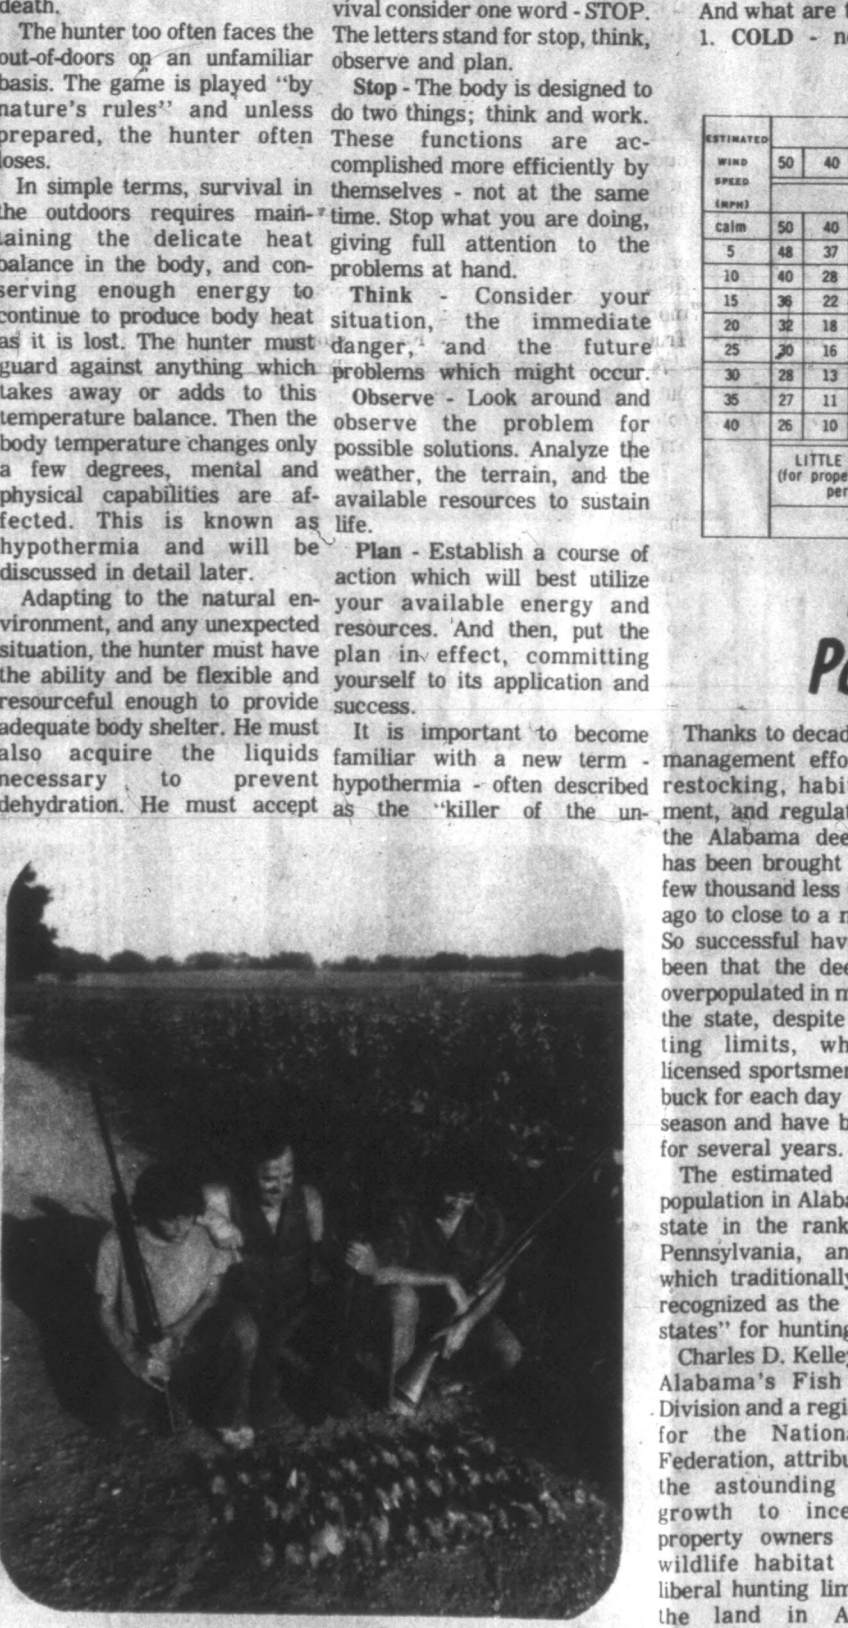 death.
The hunter too often faces the
out-of-doors on an unfamiliar
basis. The game is played "by
nature's rules" and unless
prepared, the hunter often
loses.
In simple terms, survival in
the outdoors requires main-
taining the delicate heat
balance in the body, and con-
serving enough energy to
continue to produce body heat
as it is lost. The hunter must
guard against anything which
takes away or adds to this
temperature balance. Then the
body temperature changes only
a few degrees, mental and
physical capabilities are af-
fected. This is known as
hypothermia and will be
discussed in detail later.
Adapting to the natural en-
vironment, and any unexpected
situation, the hunter must have
the ability and be flexible and
resourceful enough to provide
adequate body shelter. He must
also acquire the liquids
necessary to prevent
dehydration. He must accept
vival consider one word - STOP.
The letters stand for stop, think,
observe and plan.
Stop - The body is designed to
do two things; think and work.
These functions are ac-
complished more efficiently by
themselves - not at the same
time. Stop what you are doing,
giving full attention to the
problems at hand.
Think - Consider your
situation, the immediate
danger, and the future
problems which might occur.
Observe - Look around and
observe the problem for
possible solutions. Analyze the
weather, the terrain, and the
available resources to sustain
life.
Plan - Establish a course of
action which will best utilize
your available energy and
resources. And then, put the
plan in effect, committing
yourself to its application and
success.
It is important to become
familiar with a new term -
hypothermia - often described
as the "killer of the un-
And what are
1. COLD -
ESTIMATED
WIND 50 40
SPEED
(MPH)
calm 50 40
5 48 37
10 40 28
15 36 22
20 32 18
25 30 16
30 28 13
35 27 11
40 26 10
LITTLE
(for
Thanks to
management
restocking,
ment, and
the Alabama
has been brought
few thousand less
ago to close to a
So successful
been that the
overpopulated in
the state, despite
ting limits,
licensed
buck for each day
season and have
for several years.
The estimated
population in
state in the
Pennsylvania,
which
recognized as the
states" for
Charles D.
Alabama's Fish
Division and a
for the
Federation,
the astounding
growth to
property owners
wildlife habitat
liberal hunting
the land in